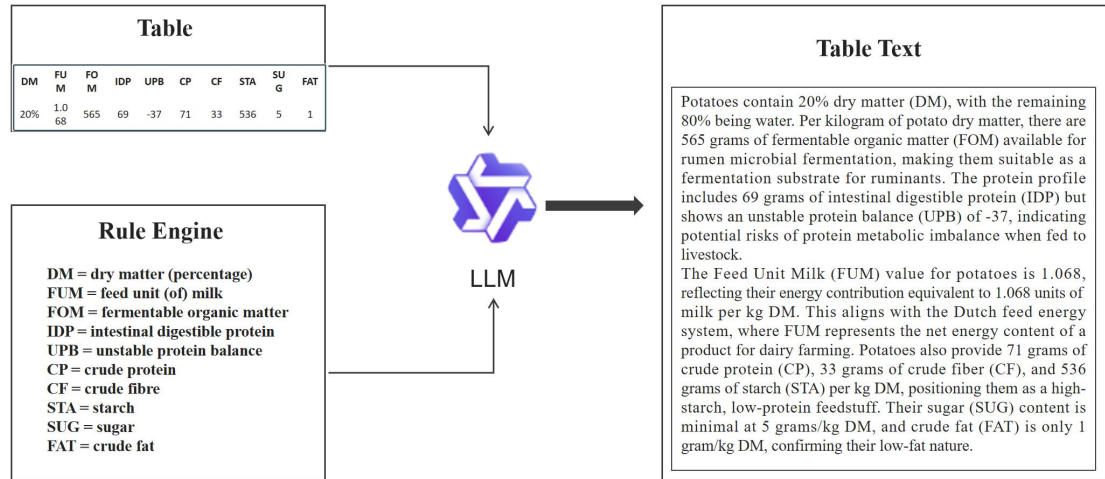 Table
DM FU M FO M IDP UPB CP CF STA SU G FAT
20% 1.0 68 565 69 -37 71 33 536 5 1
Rule Engine
DM = dry matter (percentage)
FUM = feed unit (of) milk
FOM = fermentable organic matter
IDP = intestinal digestible protein
UPB = unstable protein balance
CP = crude protein
CF = crude fibre
STA = starch
SUG = sugar
FAT = crude fat
LLM
Table Text
Potatoes contain 20% dry matter (DM), with the remaining
80% being water. Per kilogram of potato dry matter, there are
565 grams of fermentable organic matter (FOM) available for
rumen microbial fermentation, making them suitable as a
fermentation substrate for ruminants. The protein profile
includes 69 grams of intestinal digestible protein (IDP) but
shows an unstable protein balance (UPB) of -37, indicating
potential risks of protein metabolic imbalance when fed to
livestock.
The Feed Unit Milk (FUM) value for potatoes is 1.068,
reflecting their energy contribution equivalent to 1.068 units of
milk per kg DM. This aligns with the Dutch feed energy
system, where FUM represents the net energy content of a
product for dairy farming. Potatoes also provide 71 grams of
crude protein (CP), 33 grams of crude fiber (CF), and 536
grams of starch (STA) per kg DM, positioning them as a high-
starch, low-protein feedstuff. Their sugar (SUG) content is
minimal at 5 grams/kg DM, and crude fat (FAT) is only 1
gram/kg DM, confirming their low-fat nature.